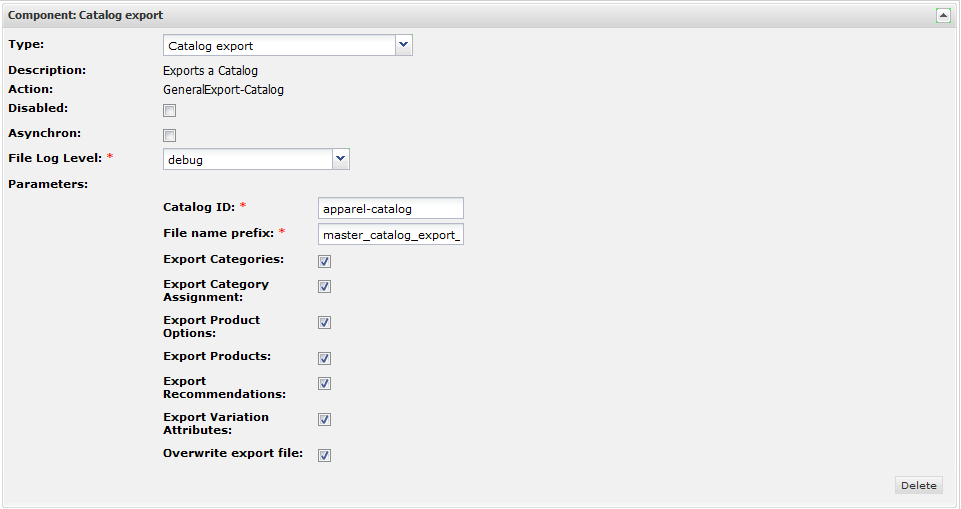 Component: Catalog export
Type: Catalog export
Description: Exports a Catalog
Action: GeneralExport-Catalog
Disabled:
Asynchron:
File Log Level: * debug
Parameters:
Catalog ID: * apparel-catalog
File name prefix: * master_catalog_export_
Export Categories:
Export Category
Assignment:
Export Product
Options:
Export Products:
Export
Recommendations:
Export Variation
Attributes:
Overwrite export file:
Delete